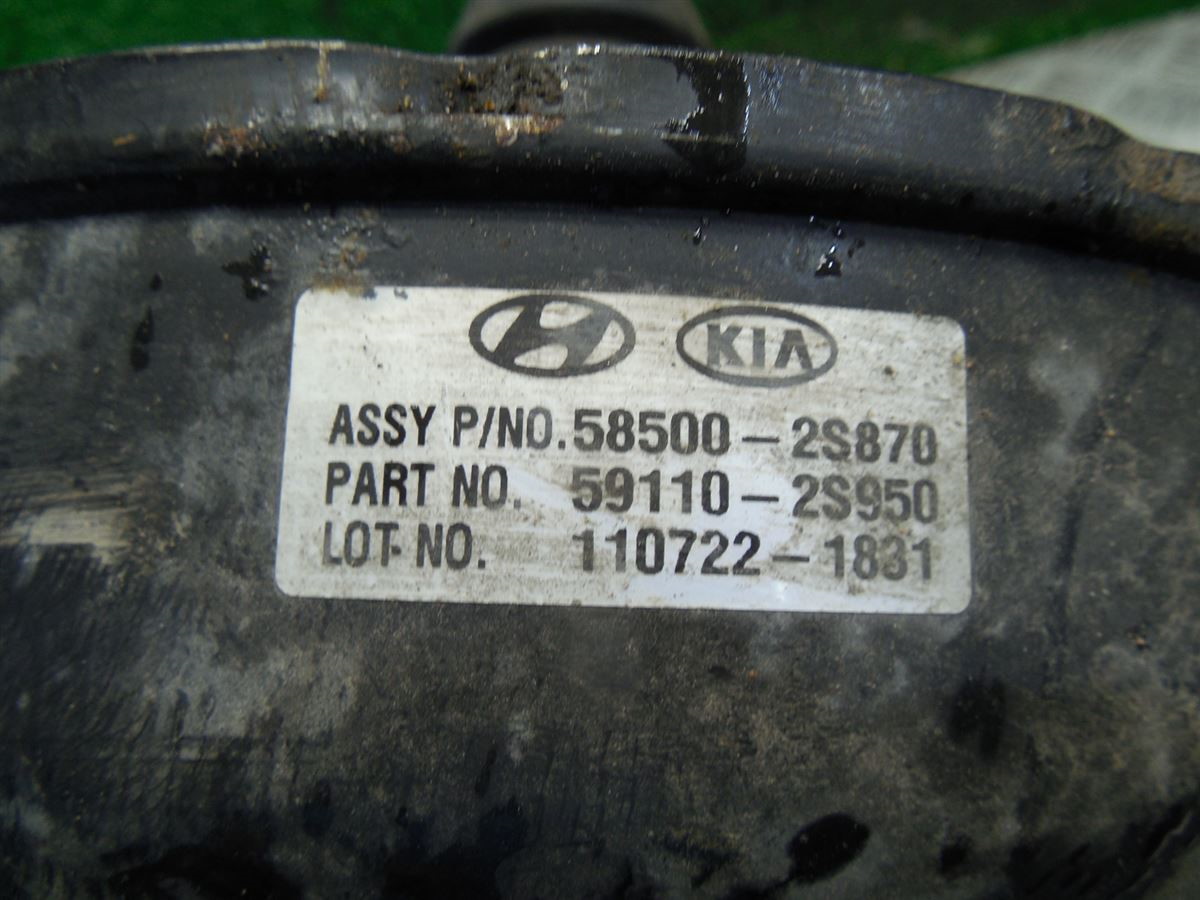 KIA
ASSY P/NO. 58500-2S870
PART NO. 59110-2S950
LOT NO. 110722-1831